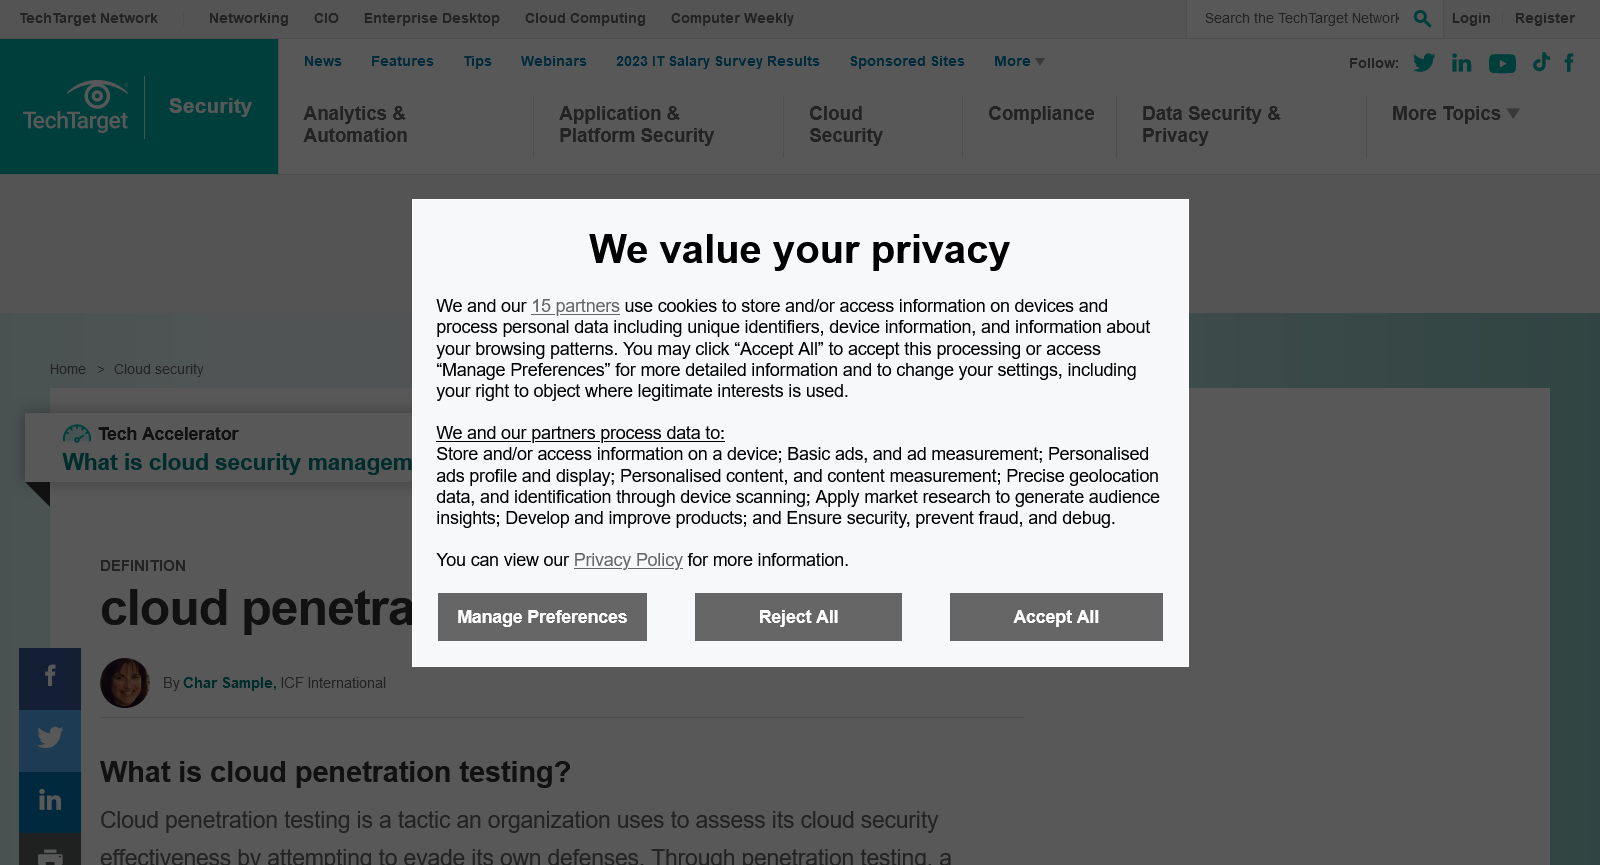 TechTarget Network
Networking
CIO
Enterprise Desktop
Cloud Computing
Computer Weekly
Search the TechTarget Network
Login
Register
TechTarget
Security
News
Features
Tips
Webinars
2023 IT Salary Survey Results
Sponsored Sites
More
Follow:
Analytics &
Automation
Application &
Platform Security
Cloud
Security
Compliance
Data Security &
Privacy
More Topics
We value your privacy
We and our 15 partners use cookies to store and/or access information on devices and
process personal data including unique identifiers, device information, and information about
your browsing patterns. You may click “Accept All” to accept this processing or access
“Manage Preferences” for more detailed information and to change your settings, including
your right to object where legitimate interests is used.
We and our partners process data to:
Store and/or access information on a device; Basic ads, and ad measurement; Personalised
ads profile and display; Personalised content, and content measurement; Precise geolocation
data, and identification through device scanning; Apply market research to generate audience
insights; Develop and improve products; and Ensure security, prevent fraud, and debug.
You can view our Privacy Policy for more information.
Manage Preferences
Reject All
Accept All
Home > Cloud security
Tech Accelerator
What is cloud security managem
DEFINITION
cloud penetra
By Char Sample, ICF International
What is cloud penetration testing?
Cloud penetration testing is a tactic an organization uses to assess its cloud security
effectiveness by attempting to evade its own defenses. Through penetration testing, a